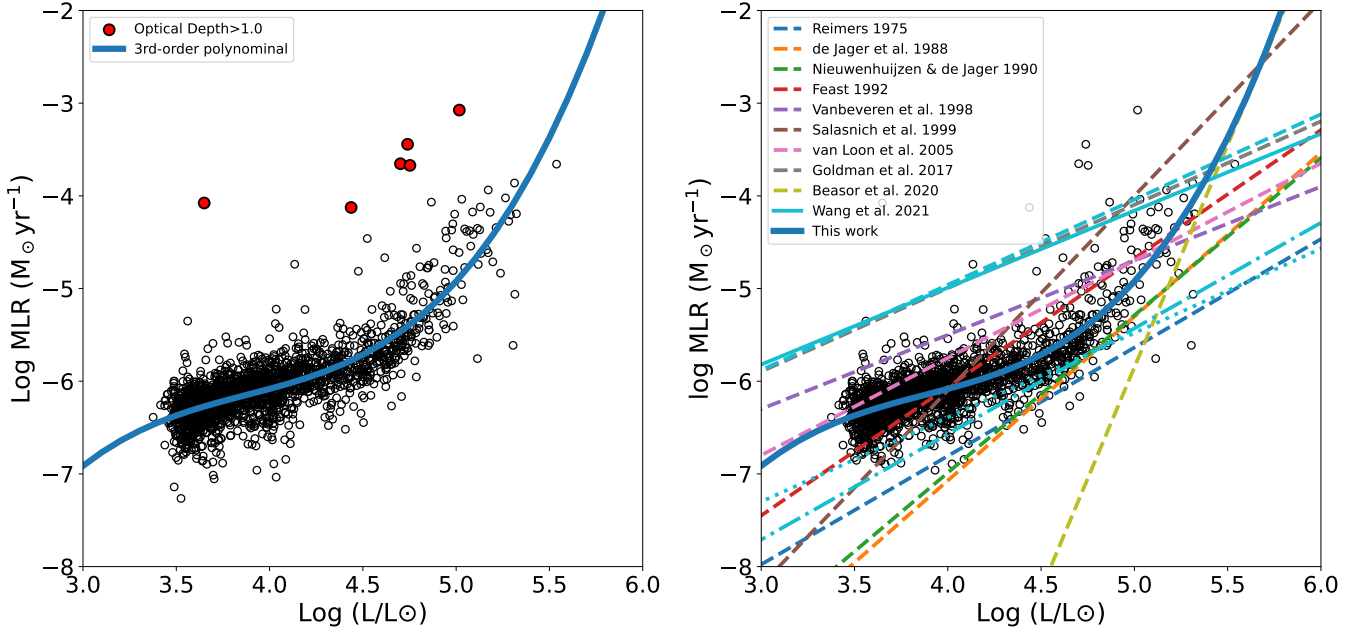 −2
−3
−4
−5
−6
−7
−8
Log MLR (M⊙ yr−1)
Optical Depth>1.0
3rd-order polynominal
3.0 3.5 4.0 4.5 5.0 5.5 6.0
Log (L/L⊙)
−2
−3
−4
−5
−6
−7
−8
log MLR (M⊙ yr−1)
Reimers 1975
de Jager et al. 1988
Nieuwenhuijzen & de Jager 1990
Feast 1992
Vanbeveren et al. 1998
Salasnich et al. 1999
van Loon et al. 2005
Goldman et al. 2017
Beasor et al. 2020
Wang et al. 2021
This work
3.0 3.5 4.0 4.5 5.0 5.5 6.0
Log (L/L⊙)